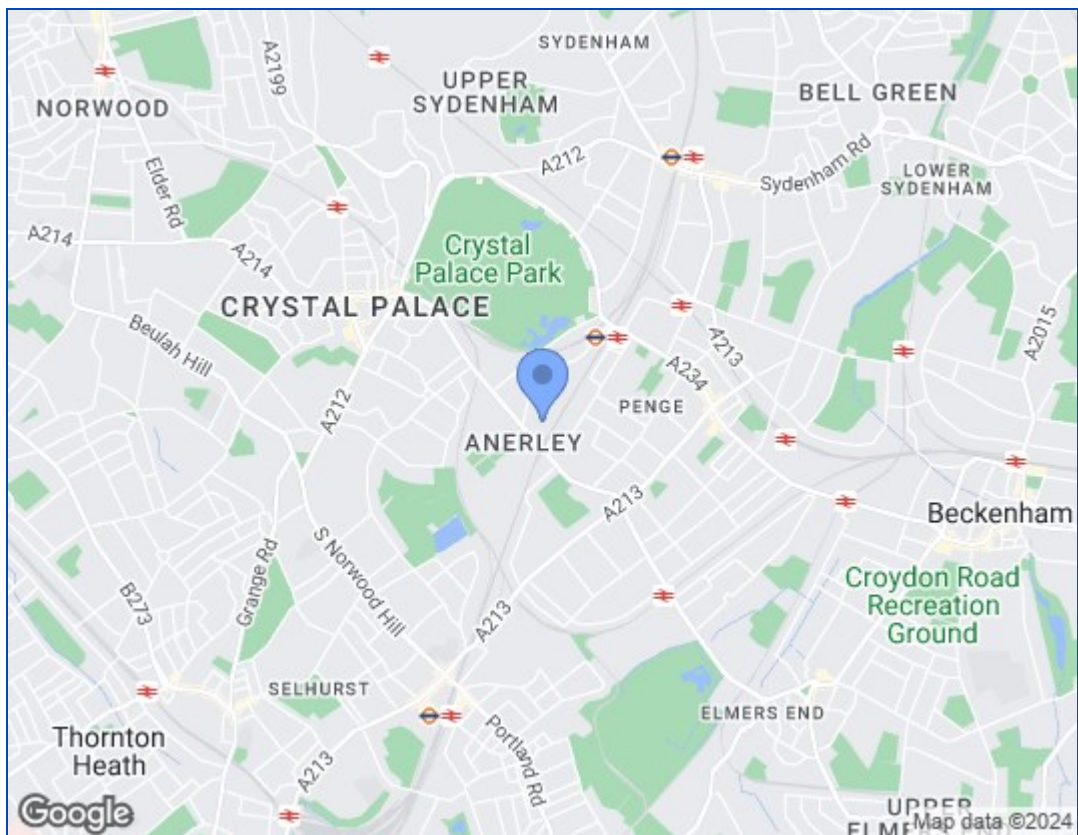 SYDENHAM
UPPER
SYDENHAM
BELL GREEN
NORWOOD
A2199
A212
Sydenham Rd
LOWER
SYDENHAM
Elder Rd
A214
A214
Crystal
Palace Park
CRYSTAL PALACE
Beulah Hill
A212
A213
A2015
A234
PENGE
ANERLEY
A213
Beckenham
S Norwood Hill
Grange Rd
B273
A213
Croydon Road
Recreation
Ground
SELHURST
Portland Rd
ELMERS END
Thornton
Heath
A213
UPPER
Google
Map data ©2024